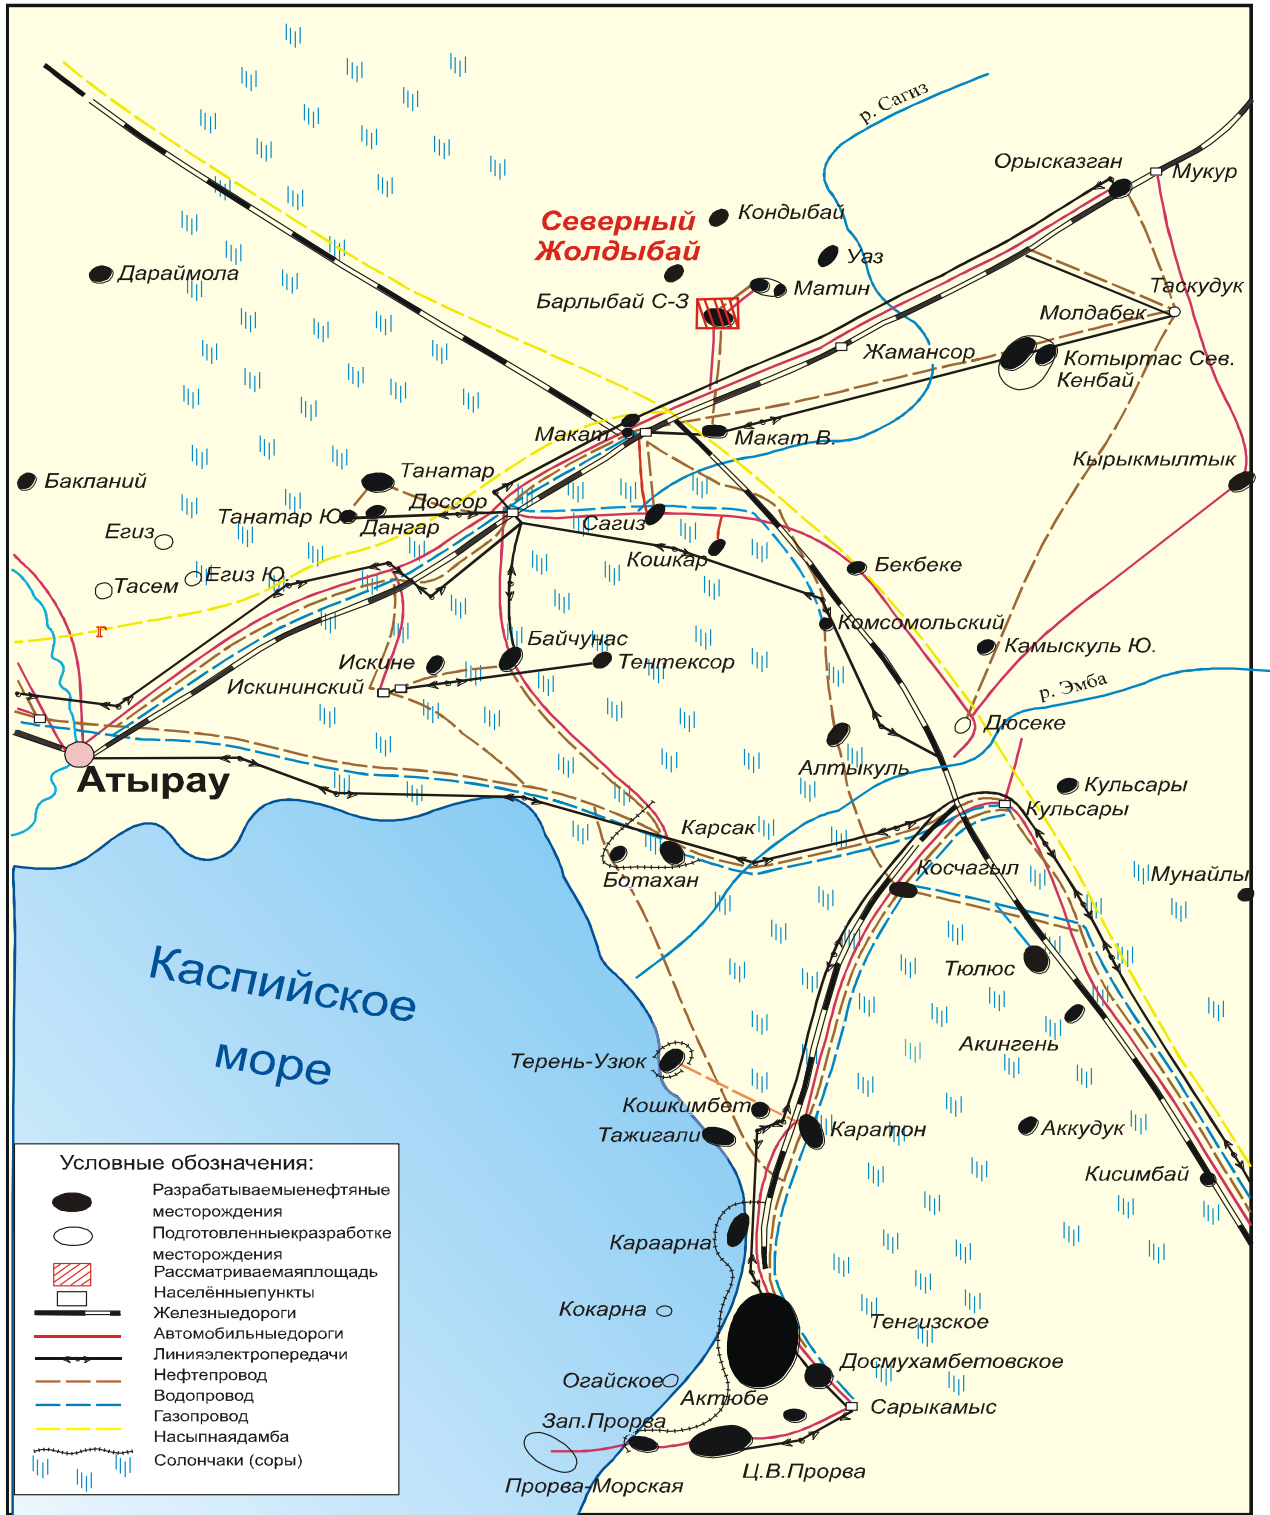 р. Сагиз
Орысказган
Мукур
Кондыбай
Северный
Жолдыбай
Уаз
Дараймола
Матин
Таскудук
Барлыбай С-З
Молдабек
Жамансор
Котыртас Сев.
Кенбай
Макат
Макат В.
Кырыкмылтык
Танатар
Бакланий
Доссор
Танатар Ю.
Дангар
Сагиз
Егиз
Кошкар
Бекбеке
Егиз Ю.
Тасем
г
Комсомольский
Байчунас
Камыскуль Ю.
Искине
Тентексор
Искининский
р. Эмба
Дюсеке
Алтыкуль
Атырау
Кульсары
Кульсары
Карсак
Косчагыл
Мунайлы
Ботахан
Каспийское
море
Тюлюс
Акингень
Терень-Узюк
Кошкимбет
Тажигали
Каратон
Аккудук
Кисимбай
Караарна
Кокарна
Тенгизское
Досмухамбетовское
Огайское
Актюбе
Сарыкамыс
Зап.Прорва
Ц.В.Прорва
Прорва-Морская
Условные обозначения:
Разрабатываемыенефтяные
месторождения
Подготовленныекразработке
месторождения
Рассматриваемаяплощадь
Населённыепункты
Железныедороги
Автомобильныедороги
Линияэлектропередачи
Нефтепровод
Водопровод
Газопровод
Насыпнаядамба
Солончаки (соры)